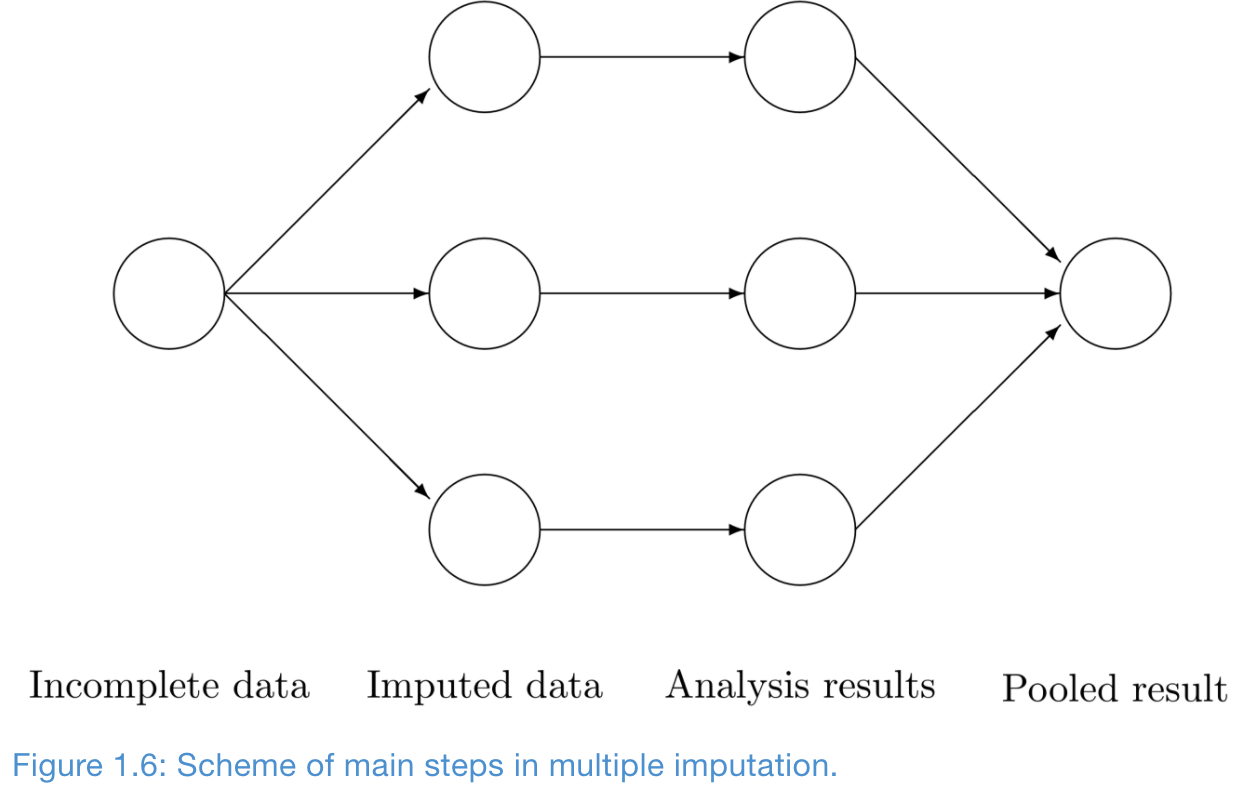 Incomplete data Imputed data Analysis results Pooled result
Figure 1.6: Scheme of main steps in multiple imputation.